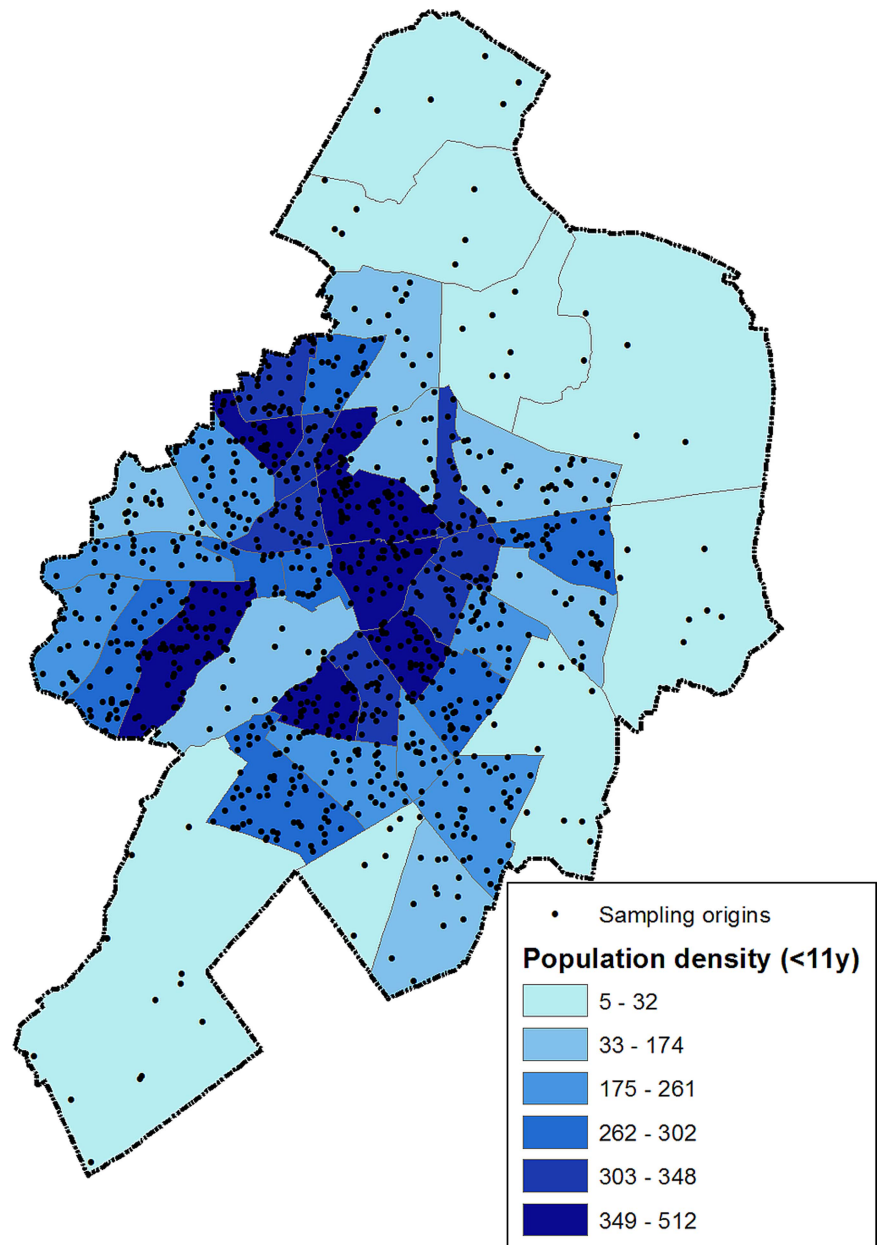 Sampling origins
Population density (<11y)
5 - 32
33 - 174
175 - 261
262 - 302
303 - 348
349 - 512